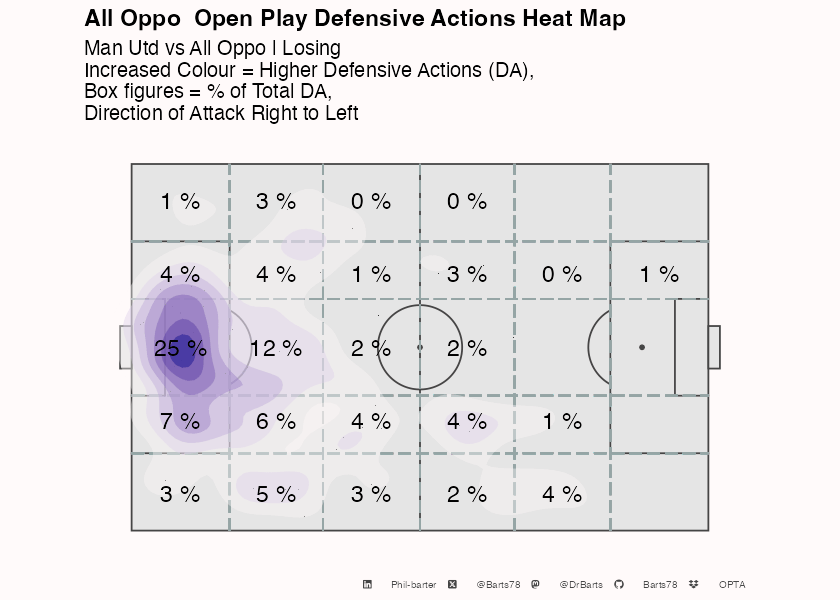 All Oppo  Open Play Defensive Actions Heat Map
Man Utd vs All Oppo I Losing
Increased Colour = Higher Defensive Actions (DA),
Box figures = % of Total DA,
Direction of Attack Right to Left
1 % 3 % 0 % 0 %
4 % 4 % 1 % 3 % 0 % 1 %
25 % 12 % 2 % 2 %
7 % 6 % 4 % 4 % 1 %
3 % 5 % 3 % 2 % 4 %
Phil-barter @Barts78 @DrBarts Barts78 OPTA